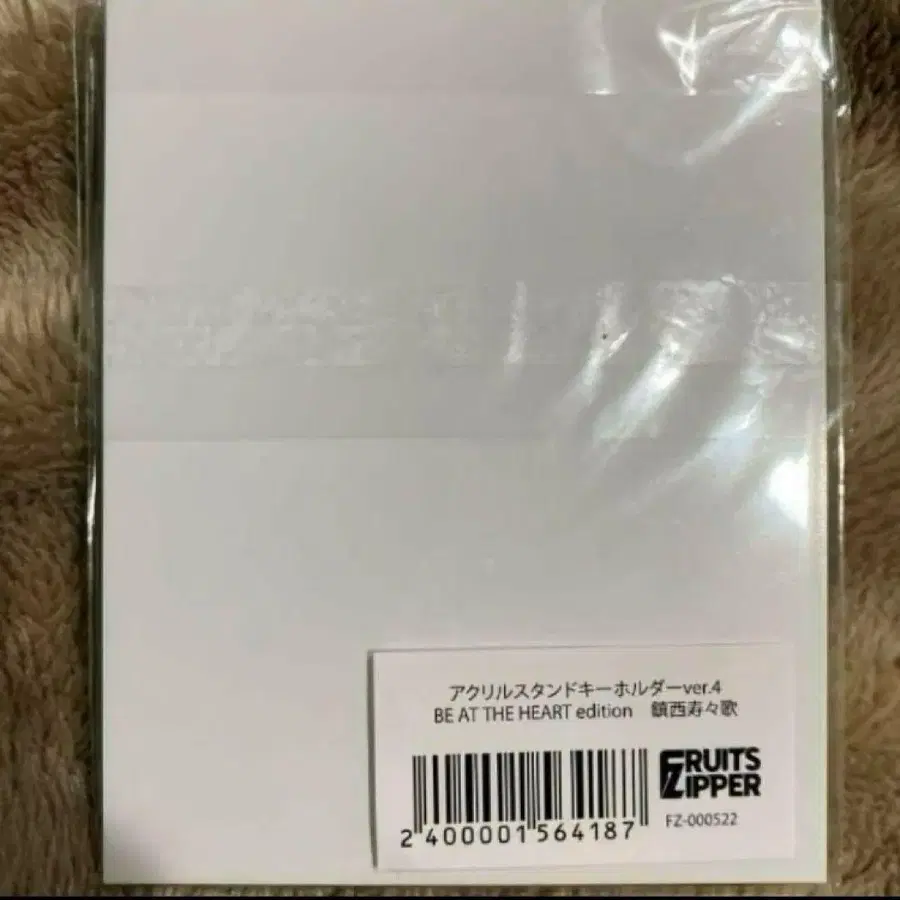 アクリルスタンドキーホルダーver.4
BE AT THE HEART edition　鎮西寿々歌
FRUITS
ZIPPER
2 400001 564187
FZ-000522